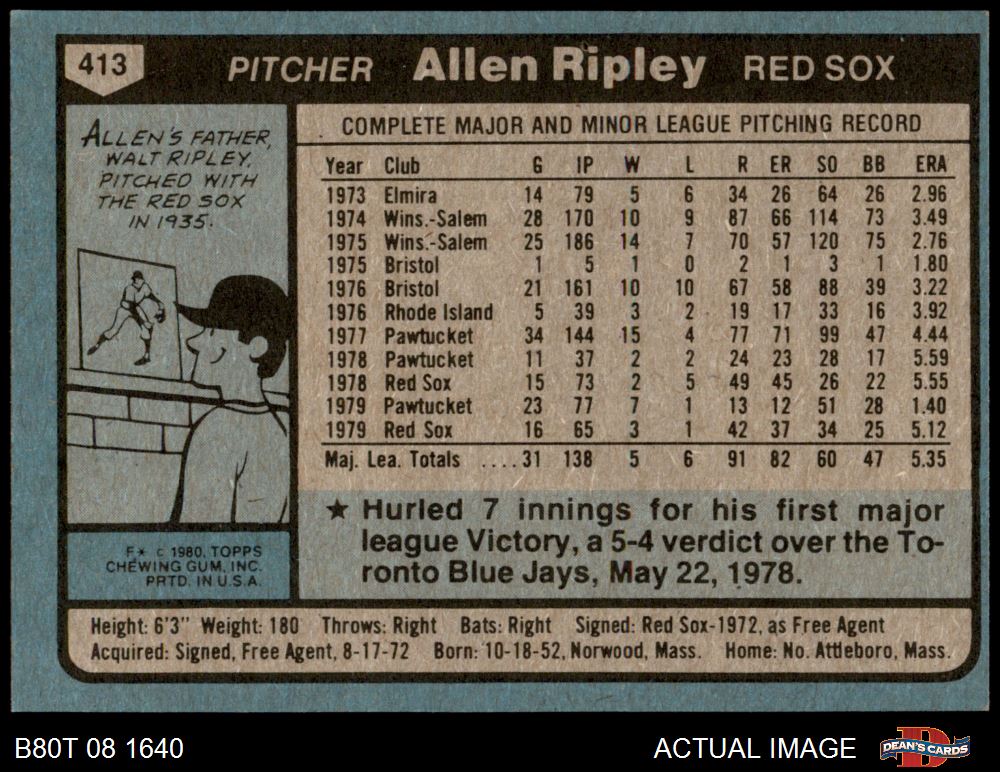 413 PITCHER Allen Ripley RED SOX
ALLEN'S FATHER,
WALT RIPLEY,
PITCHED WITH
THE RED SOX
IN 1935.
F* © 1980, TOPPS
CHEWING GUM, INC.
PRTD. IN U.S.A.
COMPLETE MAJOR AND MINOR LEAGUE PITCHING RECORD
Year Club G IP W L R ER SO BB ERA
1973 Elmira 14 79 5 6 34 26 64 26 2.96
1974 Wins.-Salem 28 170 10 9 87 66 114 73 3.49
1975 Wins.-Salem 25 186 14 7 70 57 120 75 2.76
1975 Bristol 1 5 1 0 2 1 3 1 1.80
1976 Bristol 21 161 10 10 67 58 88 39 3.22
1976 Rhode Island 5 39 3 2 19 17 33 16 3.92
1977 Pawtucket 34 144 15 4 77 71 99 47 4.44
1978 Pawtucket 11 37 2 2 24 23 28 17 5.59
1978 Red Sox 15 73 2 5 49 45 26 22 5.55
1979 Pawtucket 23 77 7 1 13 12 51 28 1.40
1979 Red Sox 16 65 3 1 42 37 34 25 5.12
Maj. Lea. Totals ....31 138 5 6 91 82 60 47 5.35
★ Hurled 7 innings for his first major
league Victory, a 5-4 verdict over the To-
ronto Blue Jays, May 22, 1978.
Height: 6'3" Weight: 180 Throws: Right Bats: Right Signed: Red Sox-1972, as Free Agent
Acquired: Signed, Free Agent, 8-17-72 Born: 10-18-52, Norwood, Mass. Home: No. Attleboro, Mass.
B80T 08 1640 ACTUAL IMAGE DEAN'S CARDS